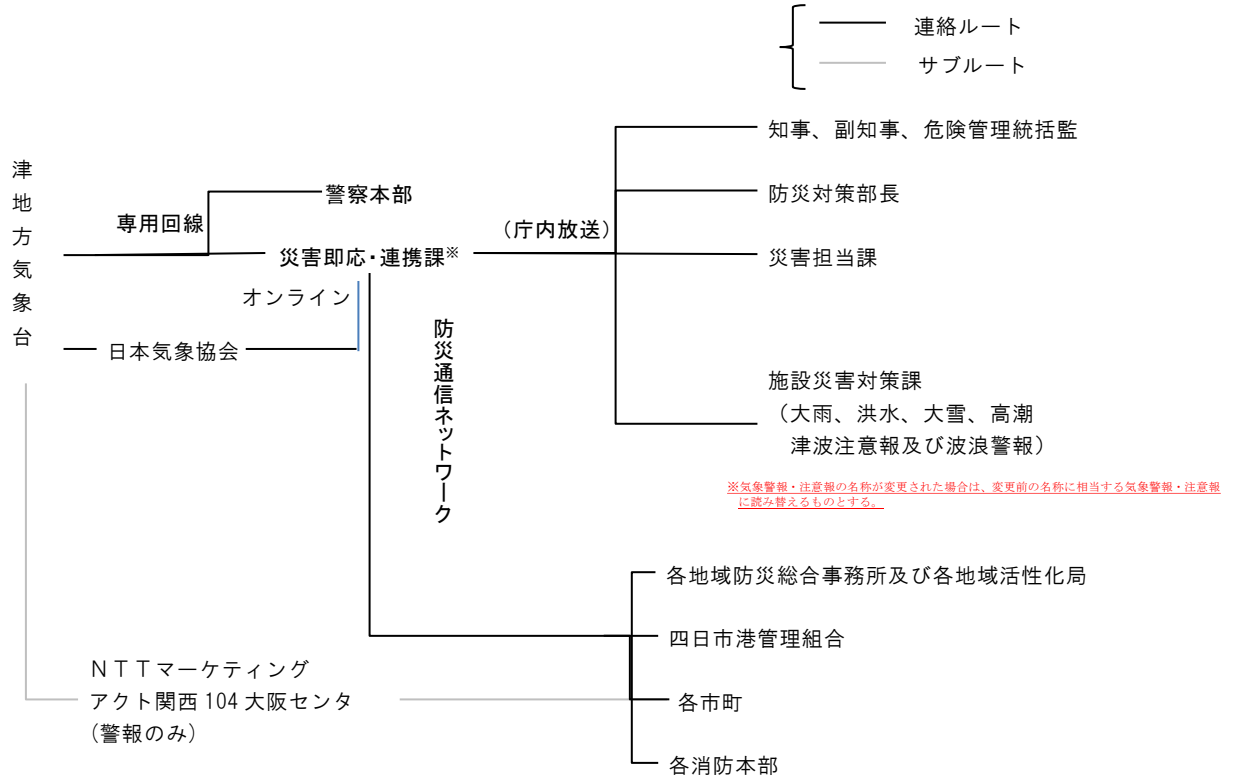 連絡ルート
サブルート
知事、副知事、危険管理統括監
津地方気象台
警察本部
防災対策部長
専用回線
（庁内放送）
災害即応・連携課※
災害担当課
オンライン
日本気象協会
防災通信ネットワーク
施設災害対策課
（大雨、洪水、大雪、高潮
津波注意報及び波浪警報）
※気象警報・注意報の名称が変更された場合は、変更前の名称に相当する気象警報・注意報
に読み替えるものとする。
各地域防災総合事務所及び各地域活性化局
四日市港管理組合
ＮＴＴマーケティング
アクト関西 104 大阪センタ
(警報のみ)
各市町
各消防本部